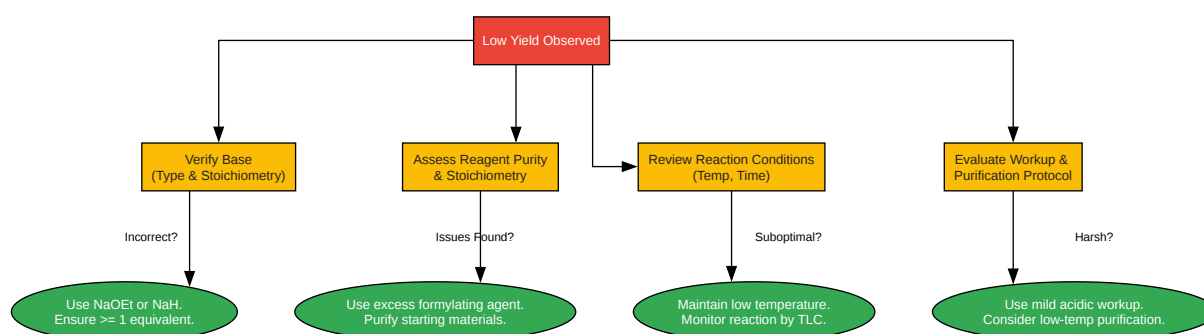 Low Yield Observed
Verify Base
(Type & Stoichiometry)
Assess Reagent Purity
& Stoichiometry
Review Reaction Conditions
(Temp, Time)
Evaluate Workup &
Purification Protocol
Incorrect?
Issues Found?
Suboptimal?
Harsh?
Use NaOEt or NaH.
Ensure >= 1 equivalent.
Use excess formylating agent.
Purify starting materials.
Maintain low temperature.
Monitor reaction by TLC.
Use mild acidic workup.
Consider low-temp purification.